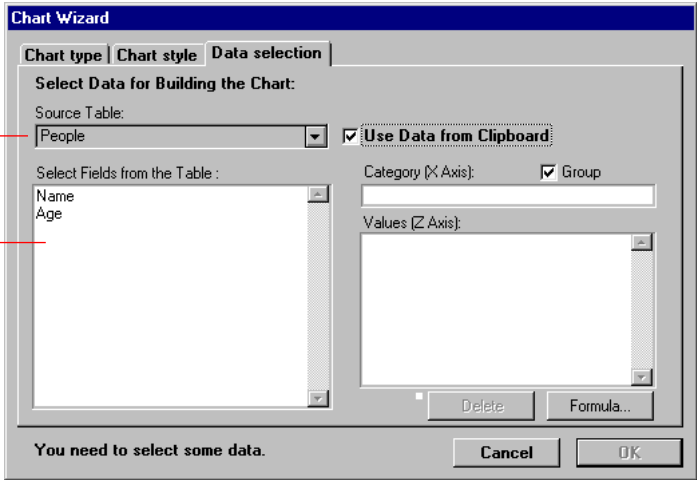 Chart Wizard
Chart type Chart style Data selection
Select Data for Building the Chart:
Source Table:
People
Use Data from Clipboard
Select Fields from the Table :
Name
Age
Category (X Axis):
Group
Values (Z Axis):
Delete
Formula...
You need to select some data.
Cancel
OK